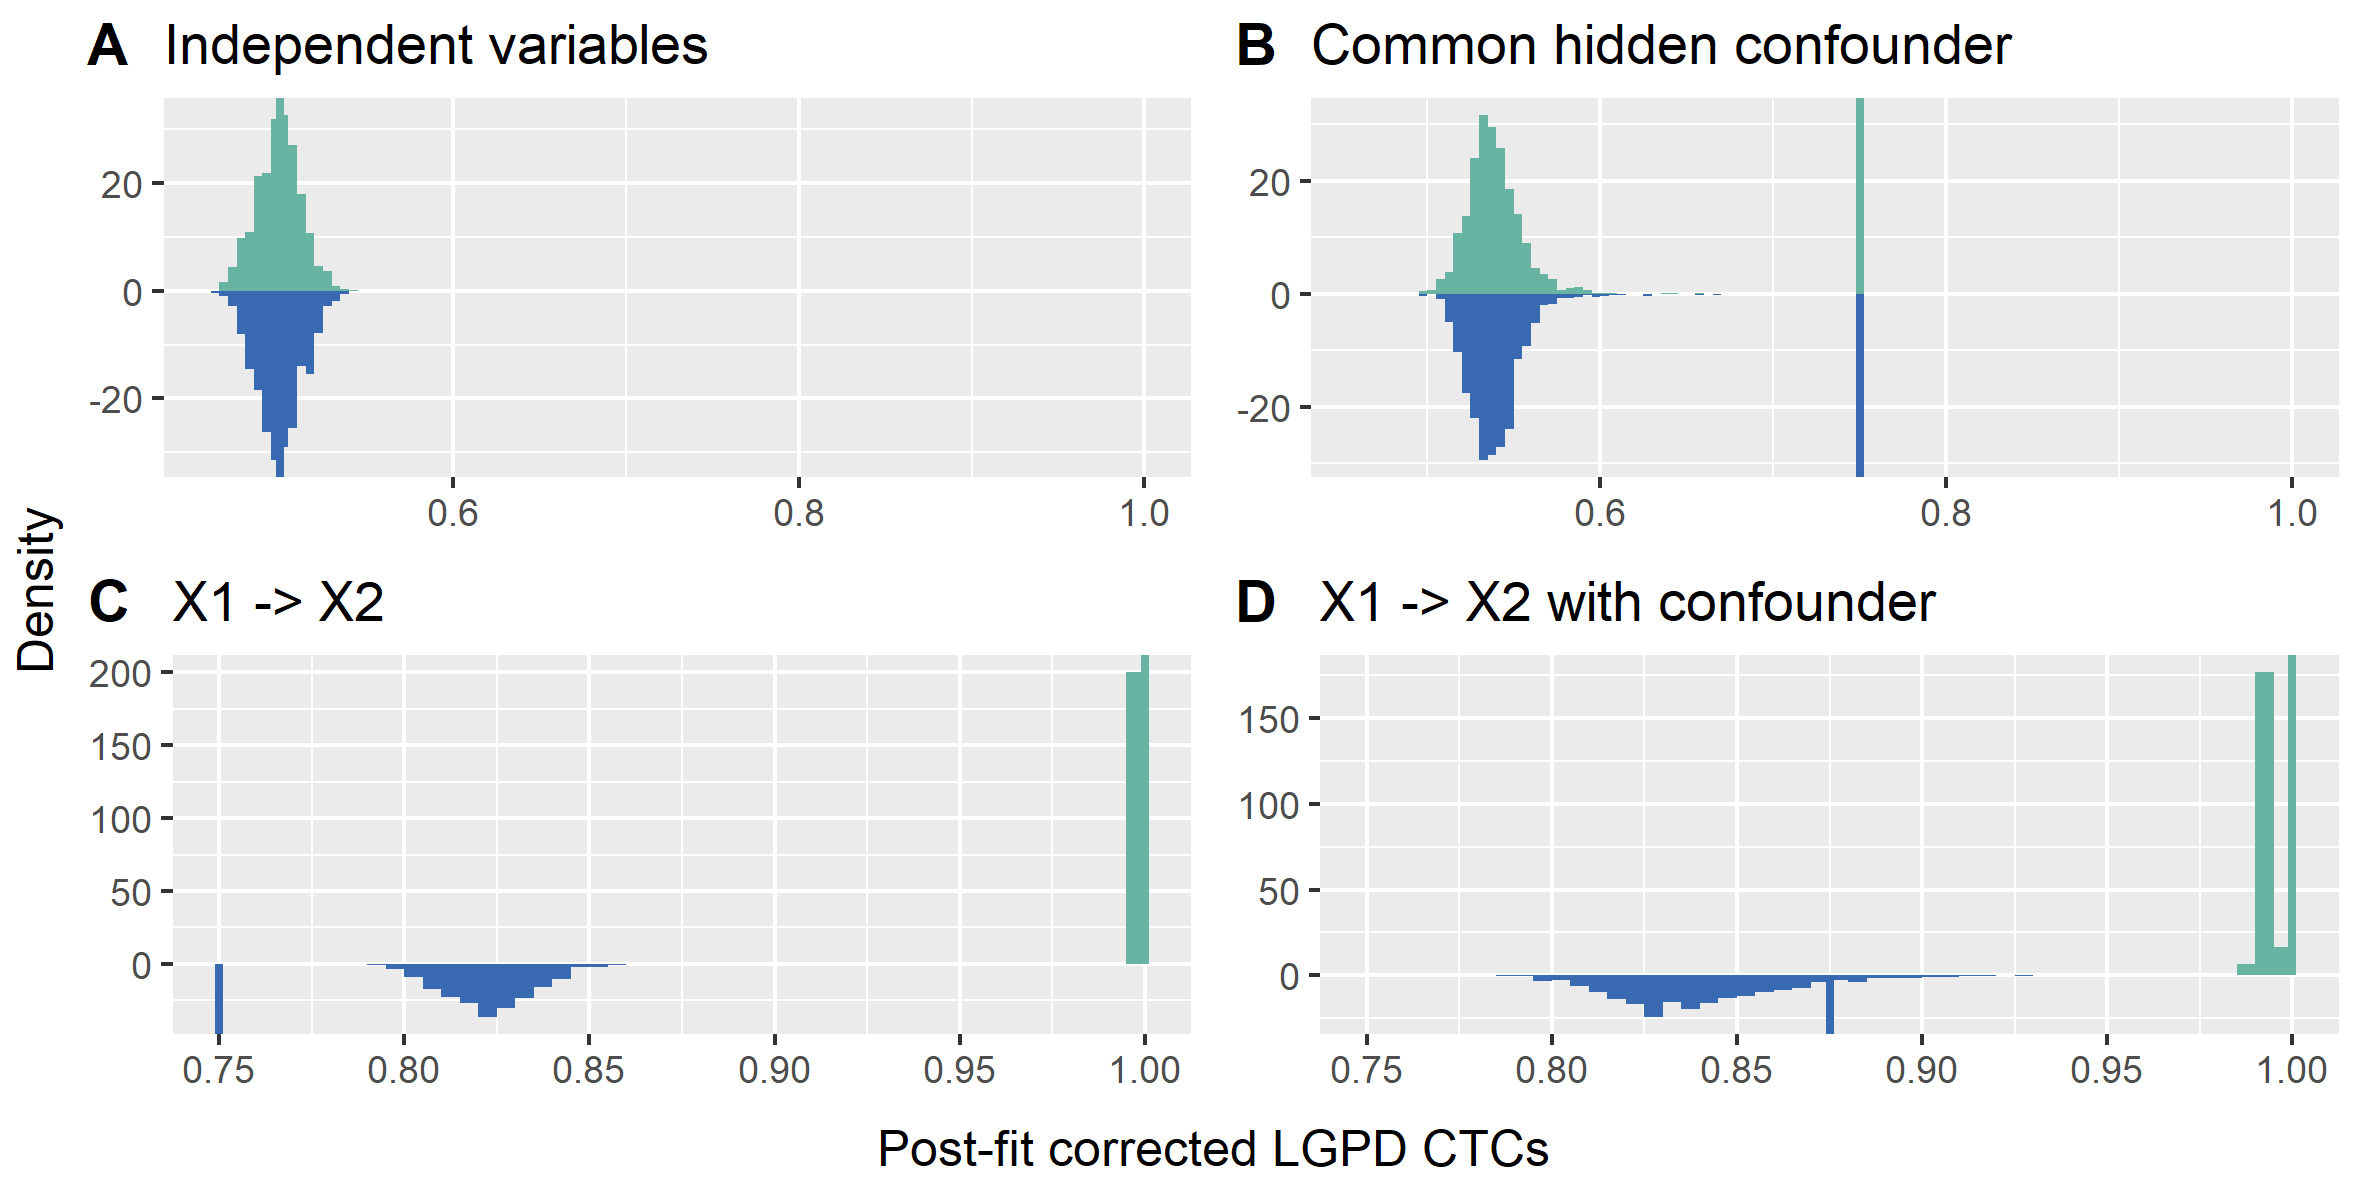 A Independent variables
20
0
-20
0.6 0.8 1.0
B Common hidden confounder
20
0
-20
0.6 0.8 1.0
Density
C X1 -> X2
200
150
100
50
0
0.75 0.80 0.85 0.90 0.95 1.00
D X1 -> X2 with confounder
150
100
50
0
0.75 0.80 0.85 0.90 0.95 1.00
Post-fit corrected LGPD CTCs